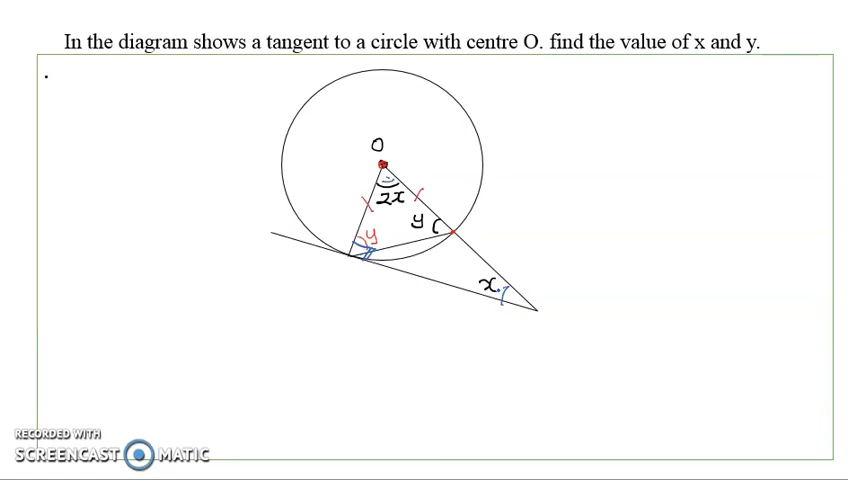 In the diagram shows a tangent to a circle with centre O. find the value of x and y.
O
2x
y
y
x
RECORDED WITH
SCREENCAST MATIC